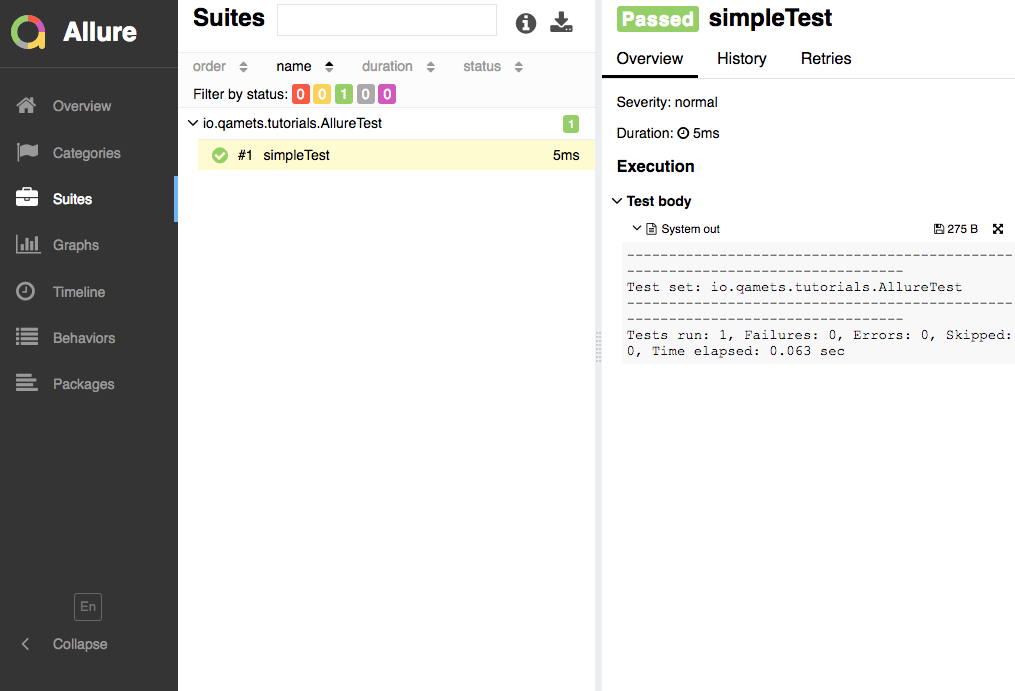 Allure
Overview
Categories
Suites
Graphs
Timeline
Behaviors
Packages
En
Collapse
Suites
order name duration status
Filter by status: 0 0 1 0 0
io.qamets.tutorials.AllureTest 1
#1 simpleTest 5ms
Passed simpleTest
Overview History Retries
Severity: normal
Duration: 5ms
Execution
Test body
System out 275 B
----------------------------------------------
---------------------------------
Test set: io.qamets.tutorials.AllureTest
----------------------------------------------
---------------------------------
Tests run: 1, Failures: 0, Errors: 0, Skipped:
0, Time elapsed: 0.063 sec